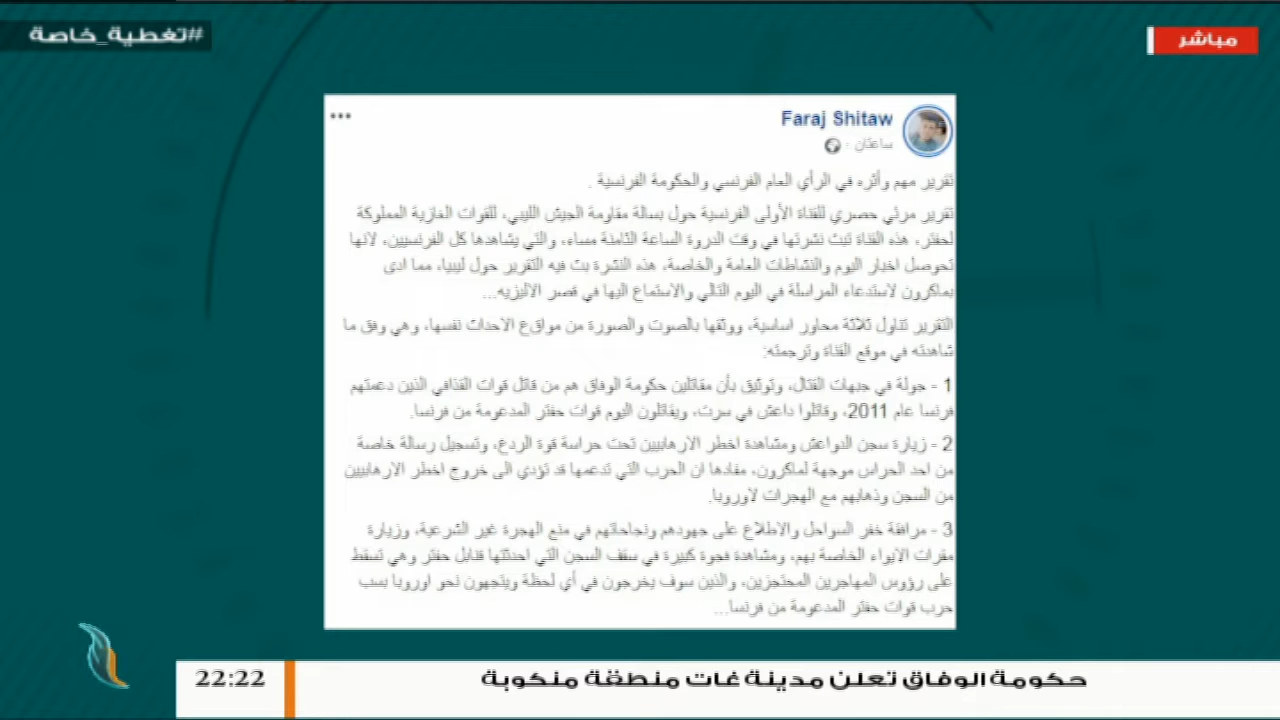 #تغطية_خاصة
مباشر
Faraj Shitaw
ساعتان ·
تقرير مهم وأثره في الرأي العام الفرنسي والحكومة الفرنسية .
تقرير مرئي حصري للقناة الأولى الفرنسية حول بسالة مقاومة الجيش الليبي، للقوات الغازية المملوكة
لحفتر، هذه القناة تبث نشرتها في وقت الذروة الساعة الثامنة مساء، والتي يشاهدها كل الفرنسيين، لانها
تحوصل اخبار اليوم والنشاطات العامة والخاصة، هذه النشرة بث فيه التقرير حول ليبيا، مما ادى
بماكرون لاستدعاء المراسلة في اليوم التالي والاستماع اليها في قصر الاليزيه...
التقرير تناول ثلاثة محاور اساسية، ووثقها بالصوت والصورة من مواقع الاحداث نفسها، وهي وفق ما
شاهدته في موقع القناة وترجمته:
1 - جولة في جبهات القتال، وتوثيق بأن مقاتلين حكومة الوفاق هم من قاتل قوات القذافي الذين دعمتهم
فرنسا عام 2011، وقاتلوا داعش في سرت، ويقاتلون اليوم قوات حفتر المدعومة من فرنسا.
2 - زيارة سجن الدواعش ومشاهدة اخطر الارهابيين تحت حراسة قوة الردع، وتسجيل رسالة خاصة
من احد الحراس موجهة لماكرون، مفادها ان الحرب التي تدعمها قد تؤدي الى خروج اخطر الارهابيين
من السجن وذهابهم مع الهجرات لاوروبا.
3 - مرافقة خفر السواحل والاطلاع على جهودهم ونجاحاتهم في منع الهجرة غير الشرعية، وزيارة
مقرات الايواء الخاصة بهم، ومشاهدة فجوة كبيرة في سقف السجن التي احدثتها قنابل حفتر وهي تسقط
على رؤوس المهاجرين المحتجزين، والذين سوف يخرجون في أي لحظة ويتجهون نحو اوروبا بسب
حرب قوات حفتر المدعومة من فرنسا...
22:22
حكومة الوفاق تعلن مدينة غات منطقة منكوبة